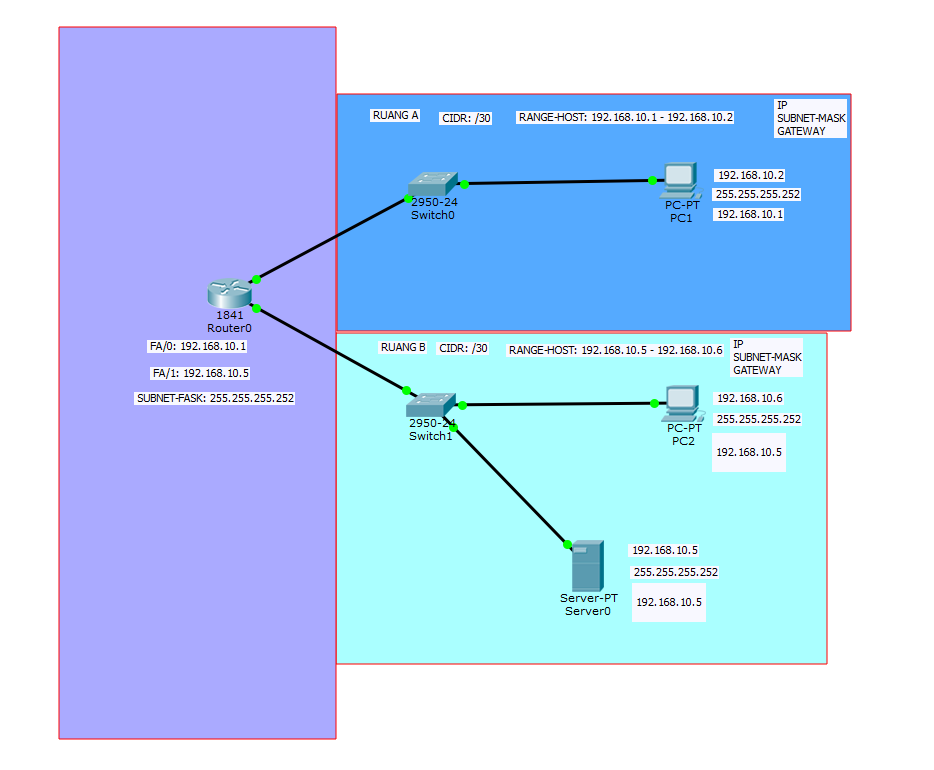 RUANG A
CIDR: /30
RANGE-HOST: 192.168.10.1 - 192.168.10.2
IP
SUBNET-MASK
GATEWAY
2950-24
Switch0
PC-PT
PC1
192.168.10.2
255.255.255.252
192.168.10.1
1841
Router0
FA/0: 192.168.10.1
FA/1: 192.168.10.5
SUBNET-FASK: 255.255.255.252
RUANG B
CIDR: /30
RANGE-HOST: 192.168.10.5 - 192.168.10.6
IP
SUBNET-MASK
GATEWAY
2950-24
Switch1
PC-PT
PC2
192.168.10.6
255.255.255.252
192.168.10.5
Server-PT
Server0
192.168.10.5
255.255.255.252
192.168.10.5